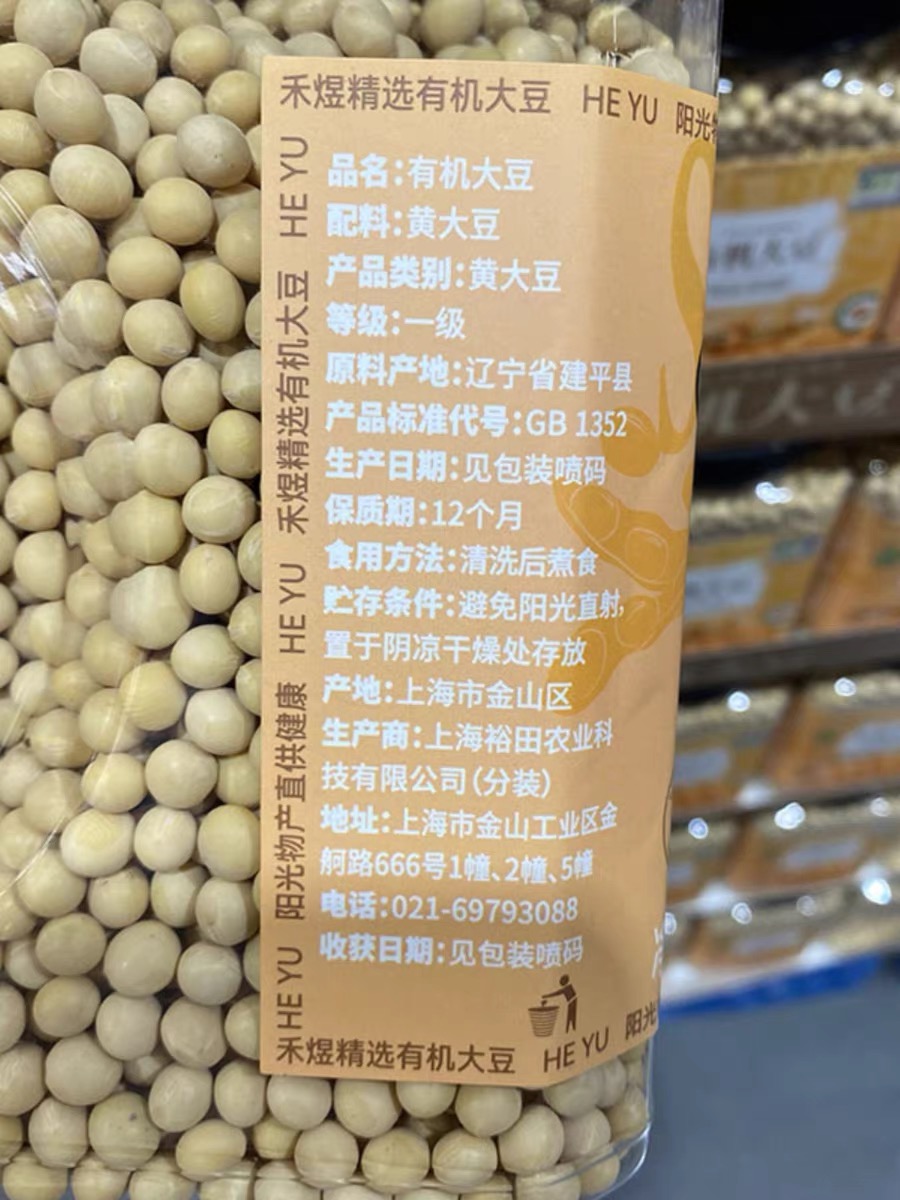 禾煜精选有机大豆 HE YU 阳光物
品名：有机大豆
配料：黄大豆
产品类别：黄大豆
等级：一级
原料产地：辽宁省建平县
产品标准代号：GB 1352
生产日期：见包装喷码
保质期：12个月
食用方法：清洗后煮食
贮存条件：避免阳光直射，
置于阴凉干燥处存放
产地：上海市金山区
生产商：上海裕田农业科
技有限公司（分装）
地址：上海市金山工业区金
舸路666号1幢、2幢、5幢
电话：021-69793088
收获日期：见包装喷码
HE YU 阳光物产直供健康 HE YU 禾煜精选有机大豆 HE YU
禾煜精选有机大豆 HE YU 阳光
有机大豆
机大豆